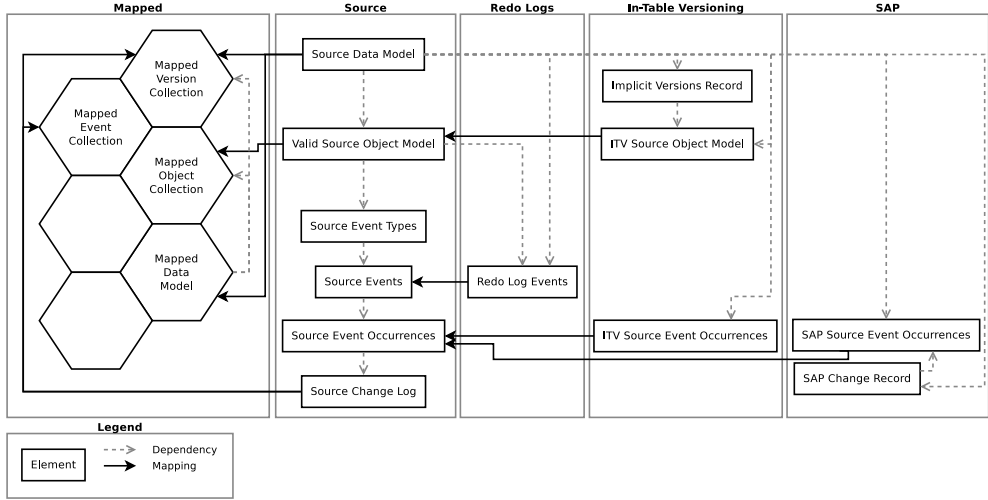 Mapped
Source
Redo Logs
In-Table Versioning
SAP
Mapped
Version
Collection
Mapped
Event
Collection
Mapped
Object
Collection
Mapped
Data
Model
Source Data Model
Valid Source Object Model
Source Event Types
Source Events
Source Event Occurrences
Source Change Log
Redo Log Events
Implicit Versions Record
ITV Source Object Model
ITV Source Event Occurrences
SAP Source Event Occurrences
SAP Change Record
Legend
Element
Dependency
Mapping